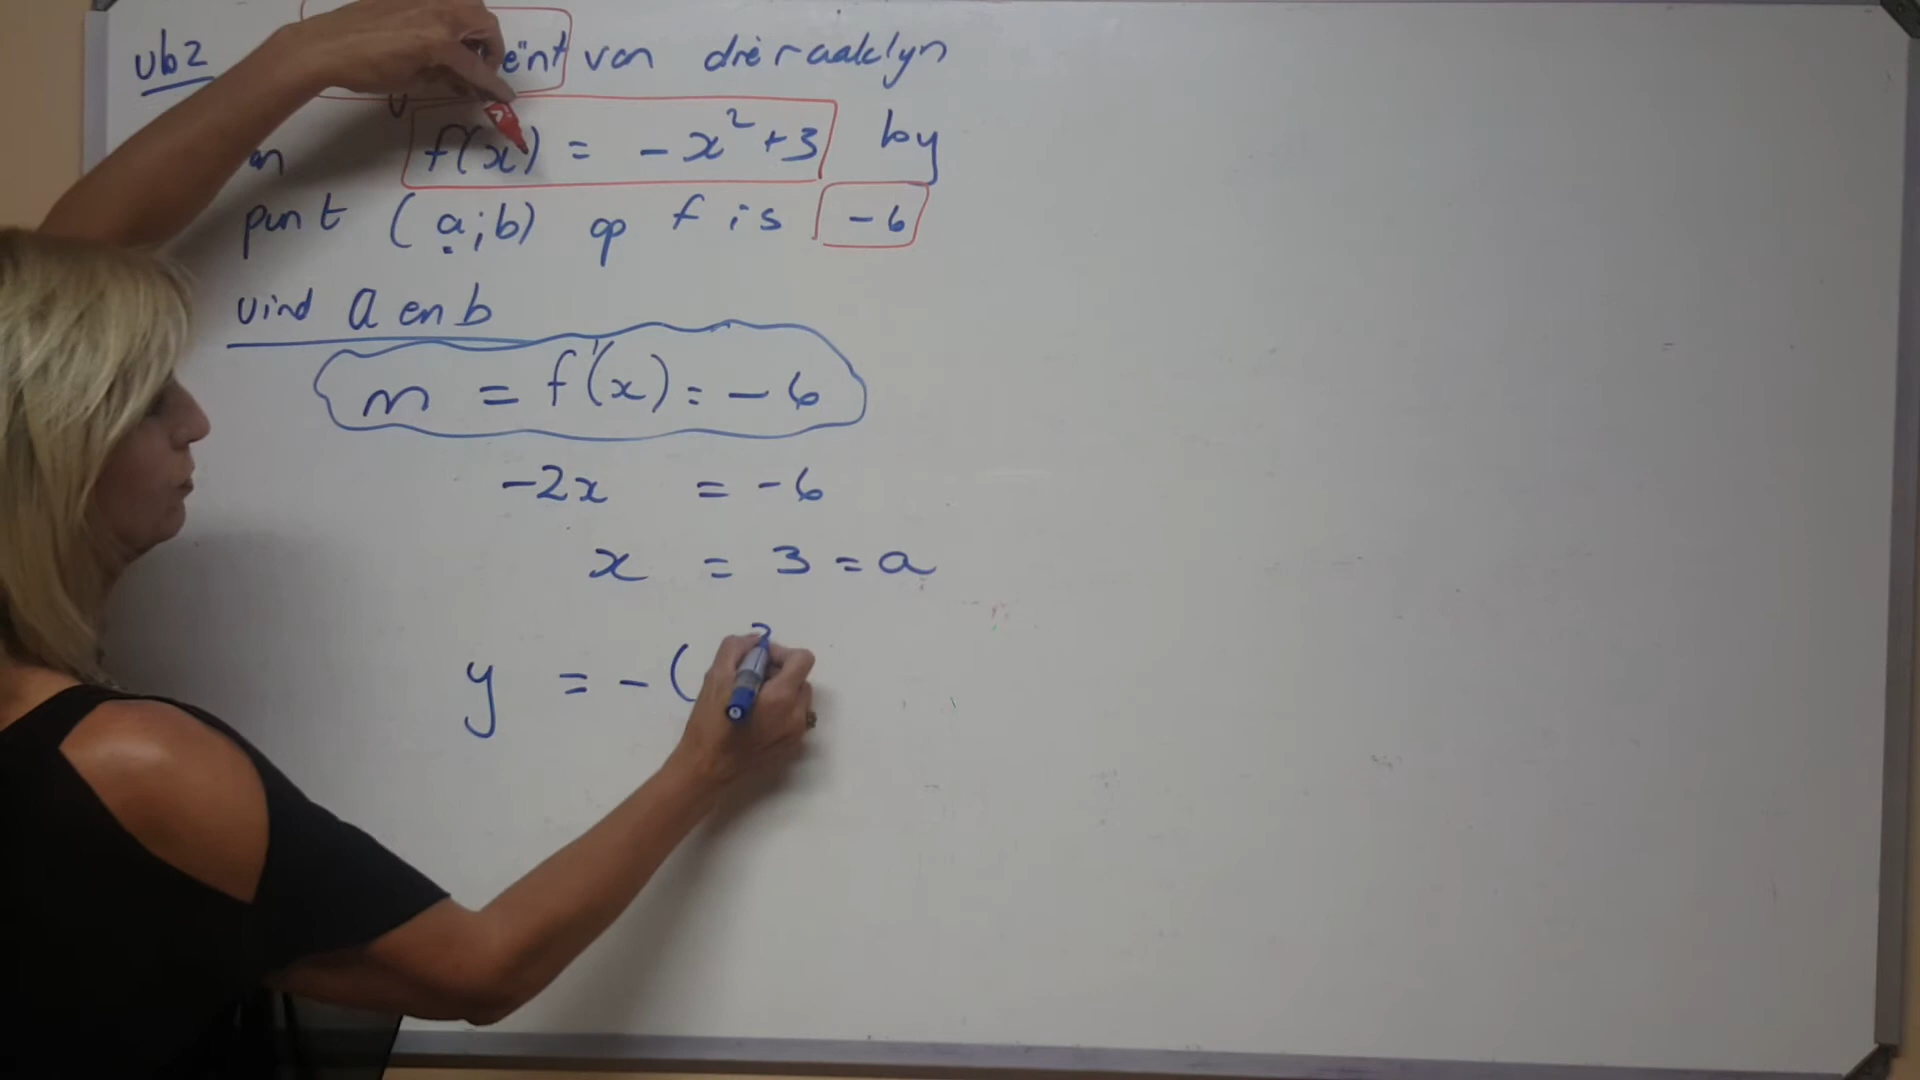 vb2 ënt van die raaklyn
f(x) = -x²+3 by
punt (a;b) op f is -6
vind a en b
m = f'(x) = -6
-2x = -6
x = 3 = a
y = -(